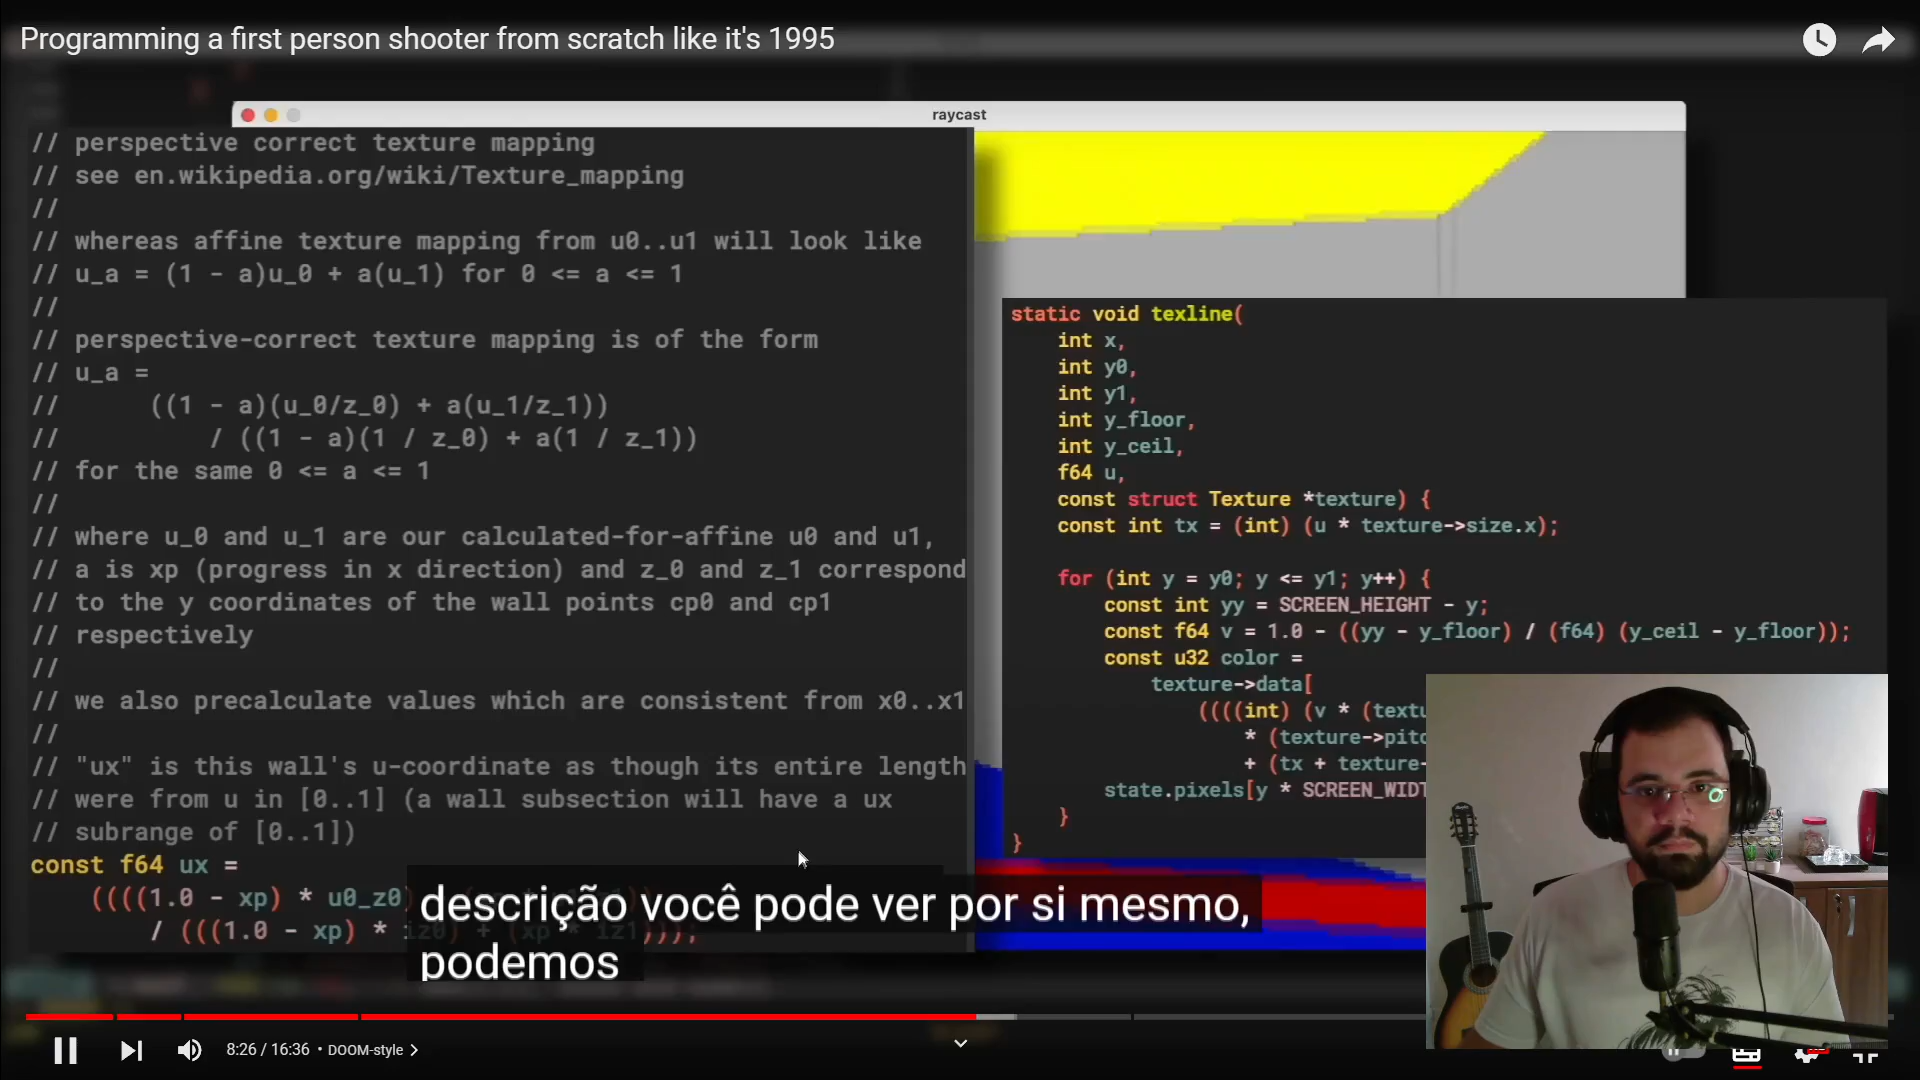 Programming a first person shooter from scratch like it's 1995
raycast
// perspective correct texture mapping
// see en.wikipedia.org/wiki/Texture_mapping
//
// whereas affine texture mapping from u0..u1 will look like
// u_a = (1 - a)u_0 + a(u_1) for 0 <= a <= 1
//
// perspective-correct texture mapping is of the form
// u_a =
//      ((1 - a)(u_0/z_0) + a(u_1/z_1))
//          / ((1 - a)(1 / z_0) + a(1 / z_1))
// for the same 0 <= a <= 1
//
// where u_0 and u_1 are our calculated-for-affine u0 and u1,
// a is xp (progress in x direction) and z_0 and z_1 correspond
// to the y coordinates of the wall points cp0 and cp1
// respectively
//
// we also precalculate values which are consistent from x0..x1
//
// "ux" is this wall's u-coordinate as though its entire length
// were from u in [0..1] (a wall subsection will have a ux
// subrange of [0..1])
const f64 ux =
((((1.0 - xp) * u0_z0)
/ (((1.0 - xp) * iz0) + (xp * iz1)));
static void texline(
int x,
int y0,
int y1,
int y_floor,
int y_ceil,
f64 u,
const struct Texture *texture) {
const int tx = (int) (u * texture->size.x);
for (int y = y0; y <= y1; y++) {
const int yy = SCREEN_HEIGHT - y;
const f64 v = 1.0 - ((yy - y_floor) / (f64) (y_ceil - y_floor));
const u32 color =
texture->data[
((((int) (v * (textu
* (texture->pitc
+ (tx + texture-
state.pixels[y * SCREEN_WIDT
}
}
descrição você pode ver por si mesmo,
podemos
8:26 / 16:36 • DOOM-style